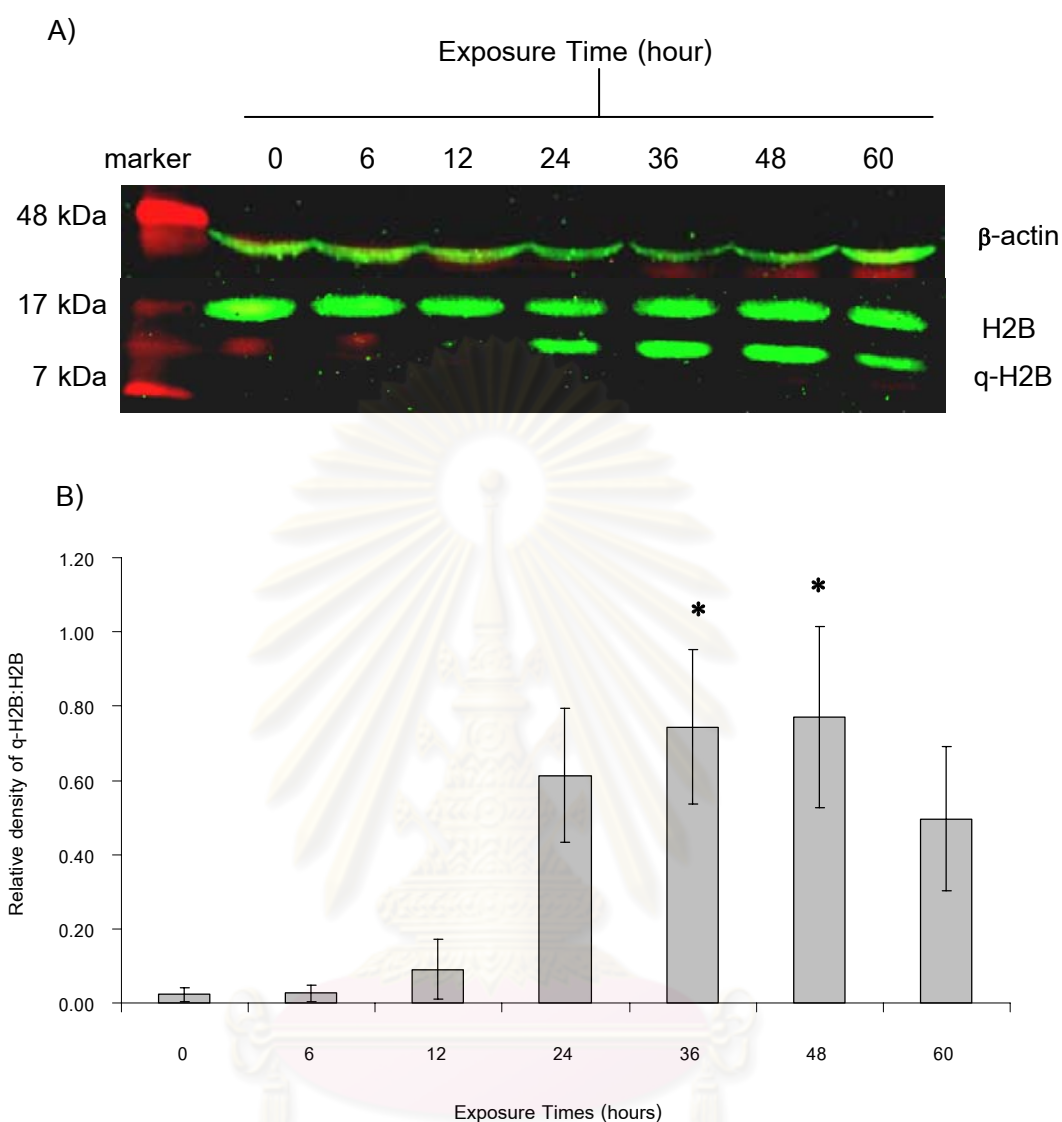 A)
Exposure Time (hour)
marker 0 6 12 24 36 48 60
48 kDa
β-actin
17 kDa
H2B
7 kDa
q-H2B
B)
Relative density of q-H2B:H2B
1.20
1.00
0.80
0.60
0.40
0.20
0.00
* *
0 6 12 24 36 48 60
Exposure Times (hours)